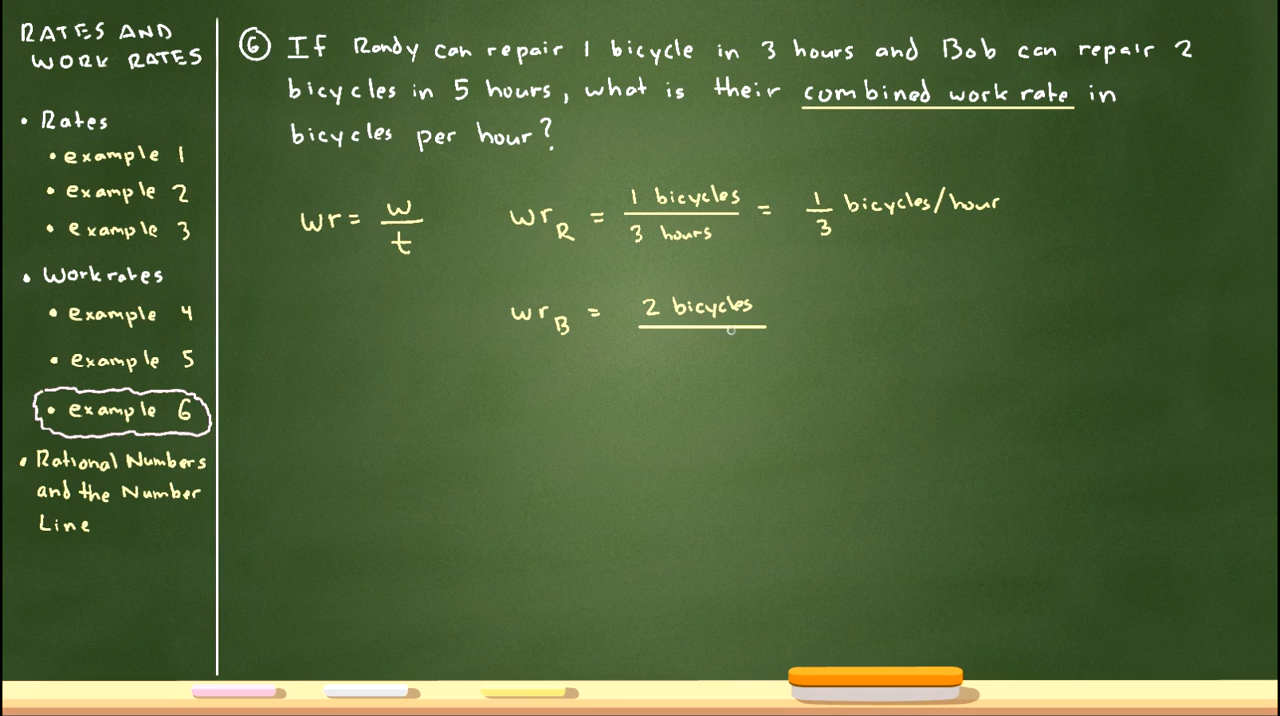 RATES AND
WORK RATES
• Rates
• example 1
• example 2
• example 3
• Work rates
• example 4
• example 5
• example 6
• Rational Numbers
and the Number
Line
⑥ If Randy can repair 1 bicycle in 3 hours and Bob can repair 2
bicycles in 5 hours, what is their combined work rate in
bicycles per hour?
wr = w/t
wr_R = 1 bicycles / 3 hours = 1/3 bicycles/hour
wr_B = 2 bicycles